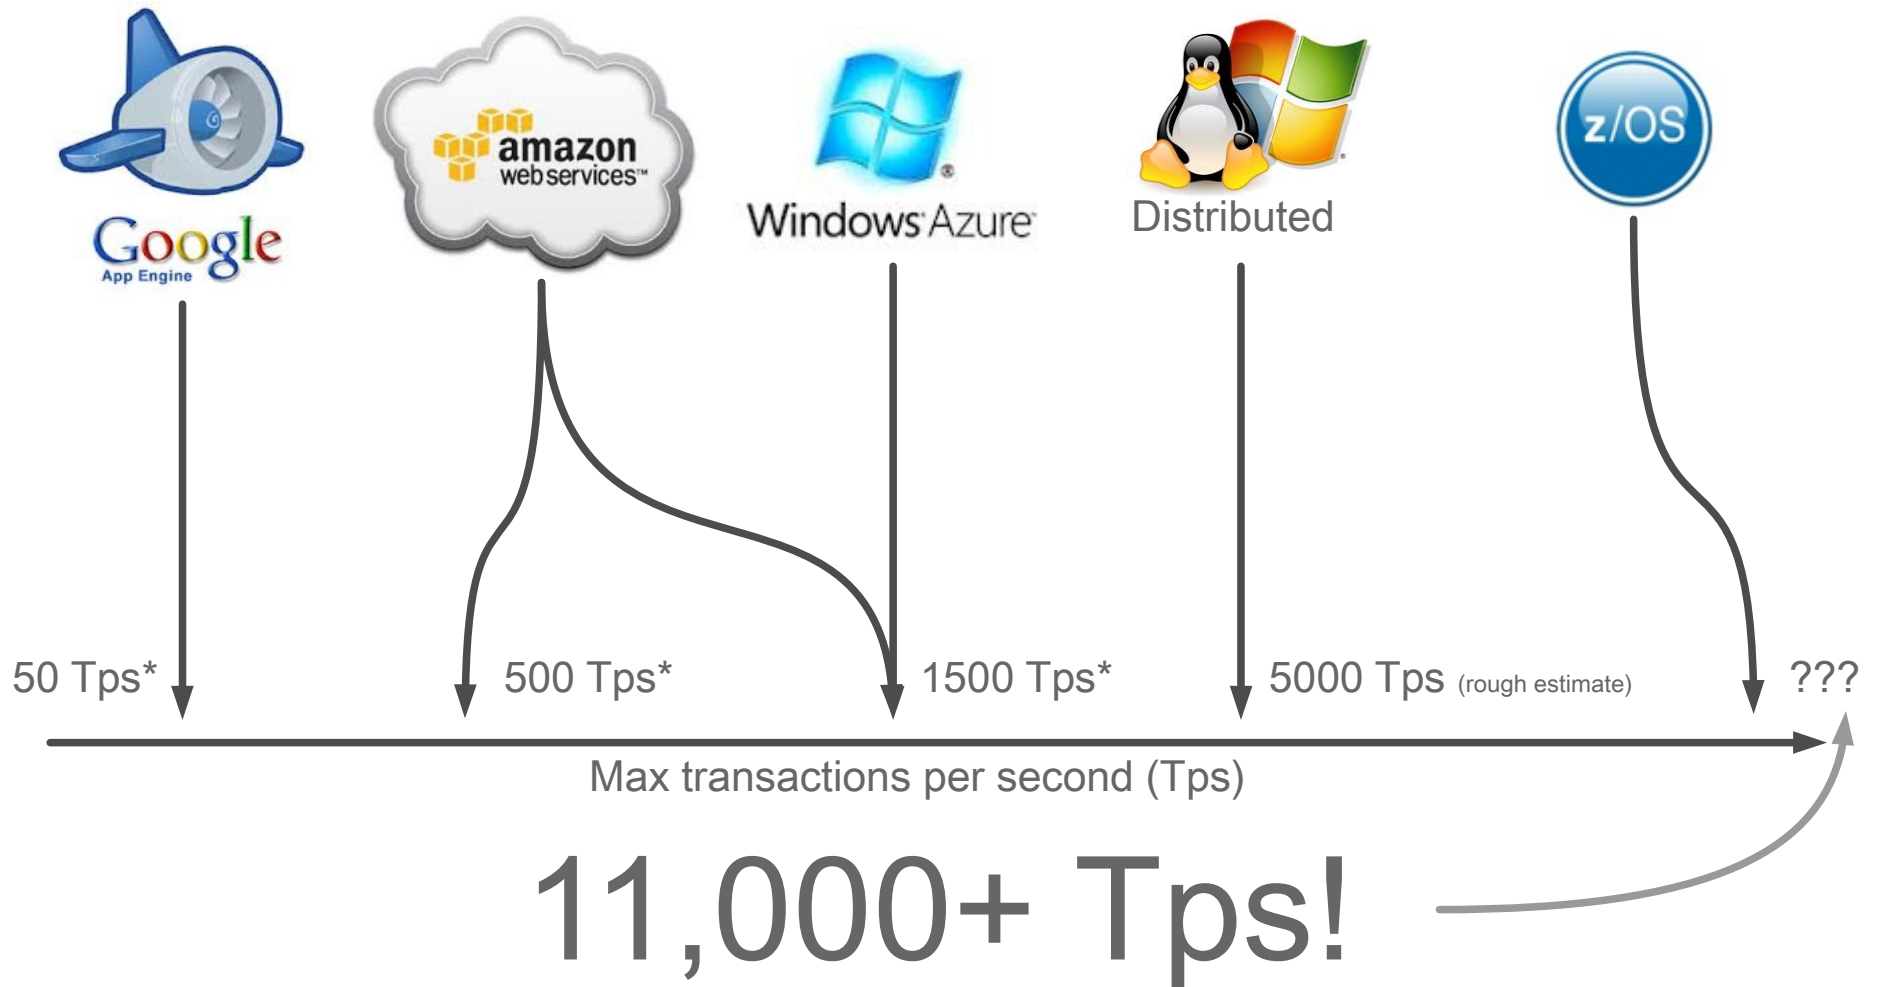 Google
App Engine
amazon
webservices™
Windows Azure
®
Distributed
z/OS
50 Tps*
500 Tps*
1500 Tps*
5000 Tps (rough estimate)
???
Max transactions per second (Tps)
11,000+ Tps!